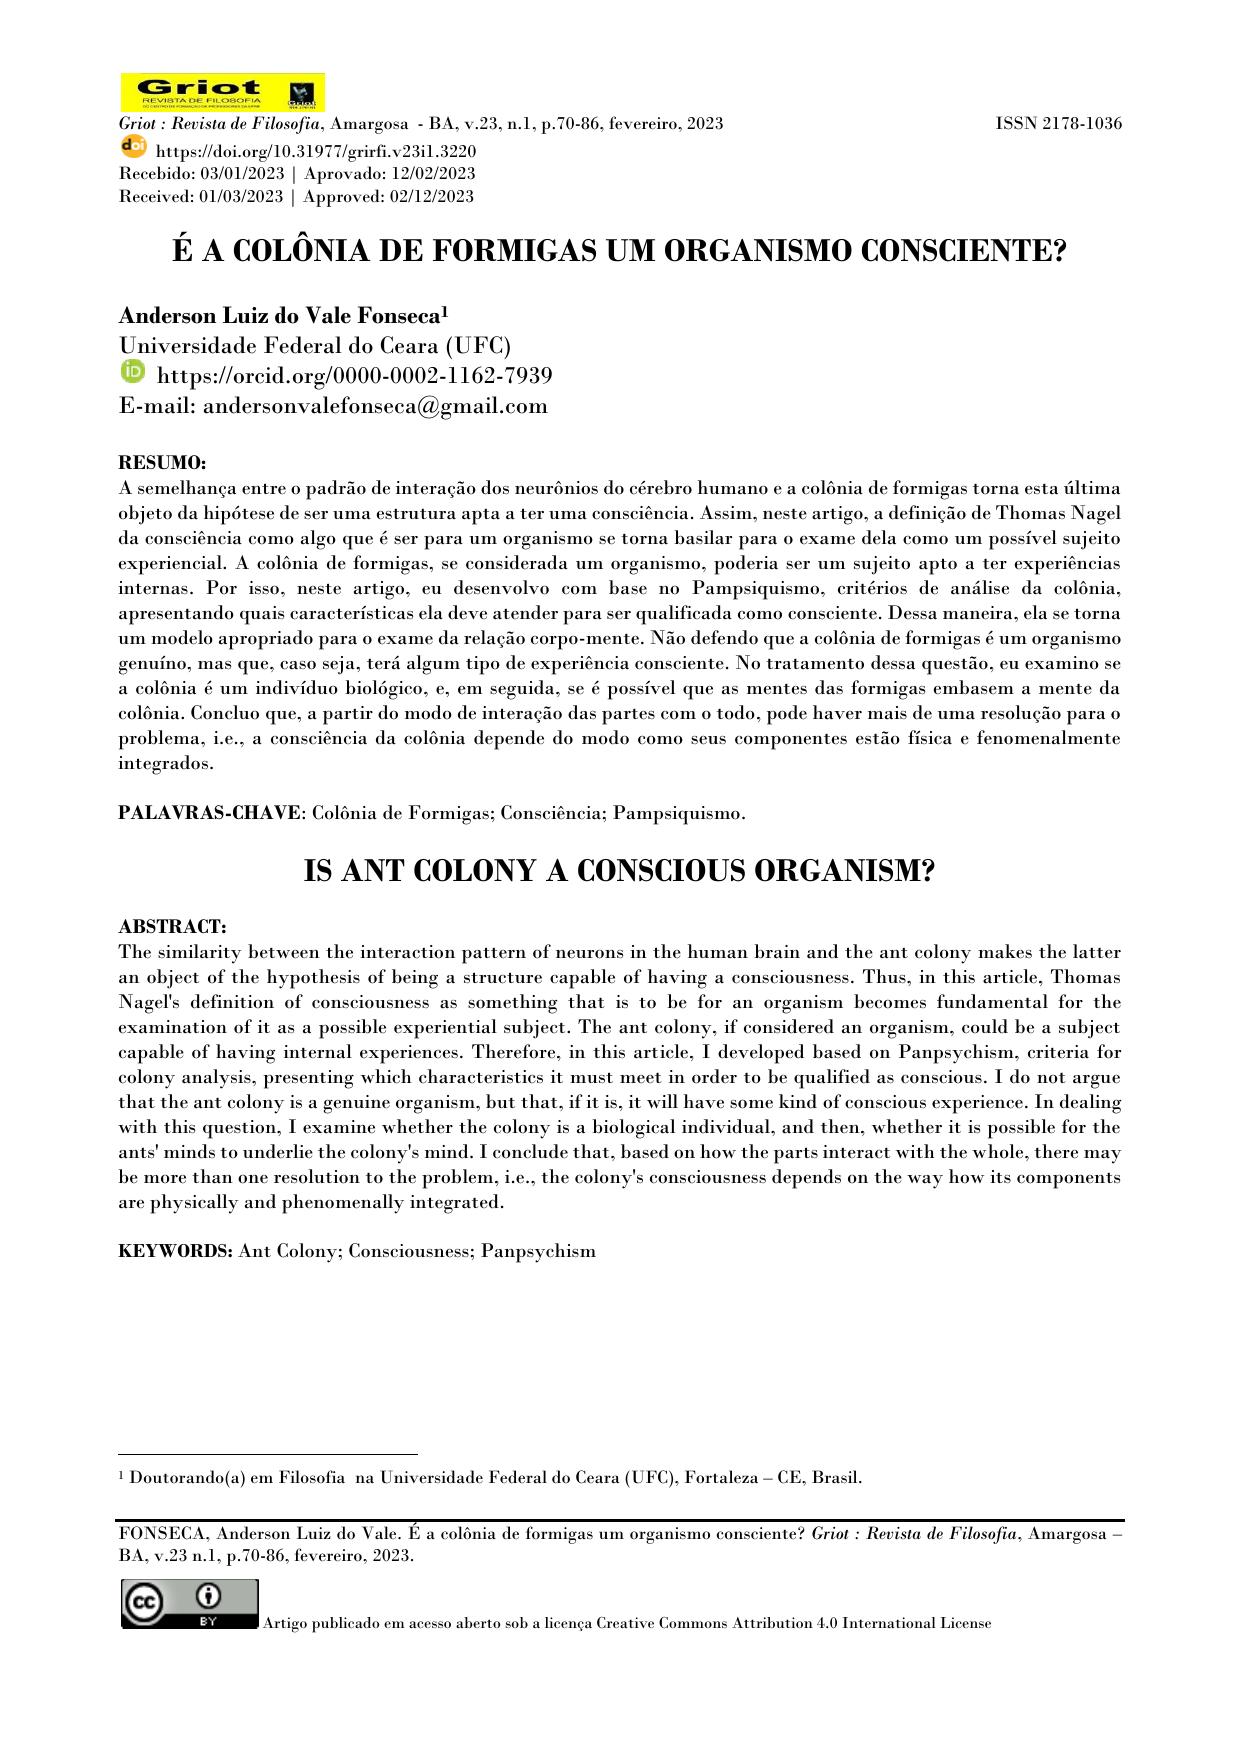 Griot
REVISTA DE FILOSOFIA
Griot : Revista de Filosofia, Amargosa - BA, v.23, n.1, p.70-86, fevereiro, 2023 ISSN 2178-1036
doi https://doi.org/10.31977/grirfi.v23i1.3220
Recebido: 03/01/2023 | Aprovado: 12/02/2023
Received: 01/03/2023 | Approved: 02/12/2023
É A COLÔNIA DE FORMIGAS UM ORGANISMO CONSCIENTE?
Anderson Luiz do Vale Fonseca¹
Universidade Federal do Ceara (UFC)
iD https://orcid.org/0000-0002-1162-7939
E-mail: andersonvalefonseca@gmail.com
RESUMO:
A semelhança entre o padrão de interação dos neurônios do cérebro humano e a colônia de formigas torna esta última
objeto da hipótese de ser uma estrutura apta a ter uma consciência. Assim, neste artigo, a definição de Thomas Nagel
da consciência como algo que é ser para um organismo se torna basilar para o exame dela como um possível sujeito
experiencial. A colônia de formigas, se considerada um organismo, poderia ser um sujeito apto a ter experiências
internas. Por isso, neste artigo, eu desenvolvo com base no Pampsiquismo, critérios de análise da colônia,
apresentando quais características ela deve atender para ser qualificada como consciente. Dessa maneira, ela se torna
um modelo apropriado para o exame da relação corpo-mente. Não defendo que a colônia de formigas é um organismo
genuíno, mas que, caso seja, terá algum tipo de experiência consciente. No tratamento dessa questão, eu examino se
a colônia é um indivíduo biológico, e, em seguida, se é possível que as mentes das formigas embasem a mente da
colônia. Concluo que, a partir do modo de interação das partes com o todo, pode haver mais de uma resolução para o
problema, i.e., a consciência da colônia depende do modo como seus componentes estão física e fenomenalmente
integrados.
PALAVRAS-CHAVE: Colônia de Formigas; Consciência; Pampsiquismo.
IS ANT COLONY A CONSCIOUS ORGANISM?
ABSTRACT:
The similarity between the interaction pattern of neurons in the human brain and the ant colony makes the latter
an object of the hypothesis of being a structure capable of having a consciousness. Thus, in this article, Thomas
Nagel's definition of consciousness as something that is to be for an organism becomes fundamental for the
examination of it as a possible experiential subject. The ant colony, if considered an organism, could be a subject
capable of having internal experiences. Therefore, in this article, I developed based on Panpsychism, criteria for
colony analysis, presenting which characteristics it must meet in order to be qualified as conscious. I do not argue
that the ant colony is a genuine organism, but that, if it is, it will have some kind of conscious experience. In dealing
with this question, I examine whether the colony is a biological individual, and then, whether it is possible for the
ants' minds to underlie the colony's mind. I conclude that, based on how the parts interact with the whole, there may
be more than one resolution to the problem, i.e., the colony's consciousness depends on the way how its components
are physically and phenomenally integrated.
KEYWORDS: Ant Colony; Consciousness; Panpsychism
¹ Doutorando(a) em Filosofia na Universidade Federal do Ceara (UFC), Fortaleza – CE, Brasil.
FONSECA, Anderson Luiz do Vale. É a colônia de formigas um organismo consciente? Griot : Revista de Filosofia, Amargosa –
BA, v.23 n.1, p.70-86, fevereiro, 2023.
cc BY Artigo publicado em acesso aberto sob a licença Creative Commons Attribution 4.0 International License